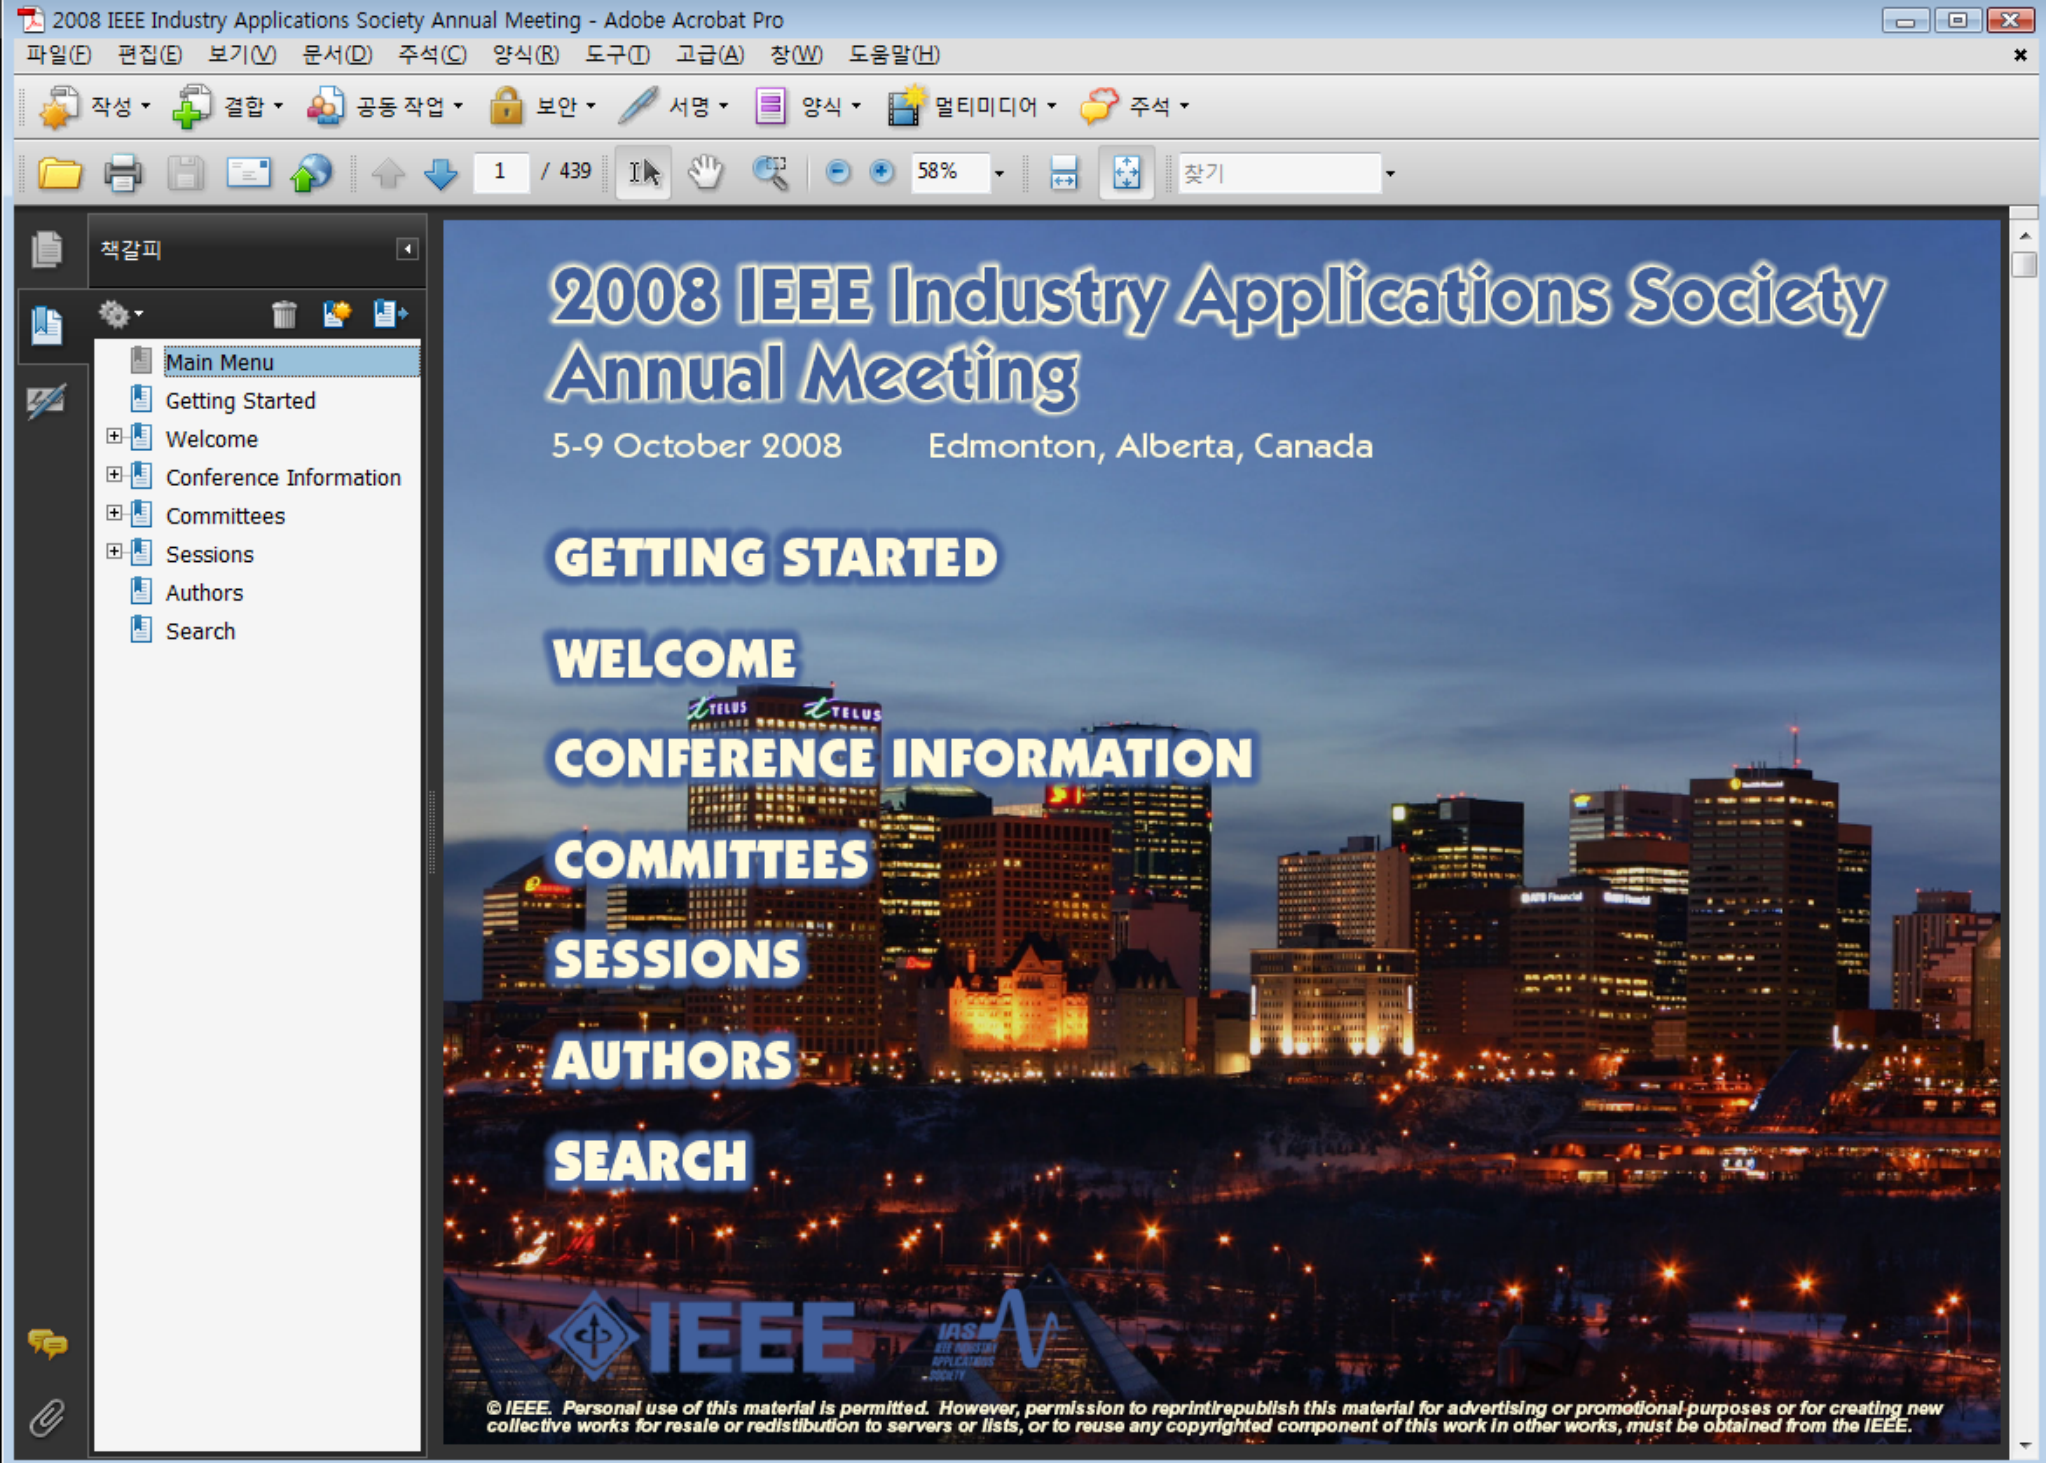 2008 IEEE Industry Applications Society Annual Meeting - Adobe Acrobat Pro
파일(F) 편집(E) 보기(V) 문서(D) 주석(C) 양식(R) 도구(T) 고급(A) 창(W) 도움말(H)
작성 결합 공동 작업 보안 서명 양식 멀티미디어 주석
1 / 439 58% 찾기
책갈피
Main Menu
Getting Started
Welcome
Conference Information
Committees
Sessions
Authors
Search
2008 IEEE Industry Applications Society
Annual Meeting
5-9 October 2008 Edmonton, Alberta, Canada
GETTING STARTED
WELCOME
TELUS TELUS
CONFERENCE INFORMATION
COMMITTEES
SESSIONS
AUTHORS
SEARCH
IEEE
IAS
IEEE INDUSTRY
APPLICATIONS
SOCIETY
© IEEE. Personal use of this material is permitted. However, permission to reprint/republish this material for advertising or promotional purposes or for creating new
collective works for resale or redistibution to servers or lists, or to reuse any copyrighted component of this work in other works, must be obtained from the IEEE.